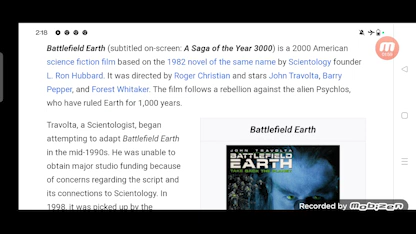 2:18
Battlefield Earth (subtitled on-screen: A Saga of the Year 3000) is a 2000 American
science fiction film based on the 1982 novel of the same name by Scientology founder
L. Ron Hubbard. It was directed by Roger Christian and stars John Travolta, Barry
Pepper, and Forest Whitaker. The film follows a rebellion against the alien Psychlos,
who have ruled Earth for 1,000 years.
Travolta, a Scientologist, began
attempting to adapt Battlefield Earth
in the mid-1990s. He was unable to
obtain major studio funding because
of concerns regarding the script and
its connections to Scientology. In
1998, it was picked up by the
Battlefield Earth
JOHN TRAVOLTA
BATTLEFIELD
EARTH
TAKE BACK THE PLANET
Recorded by MOBIZEN